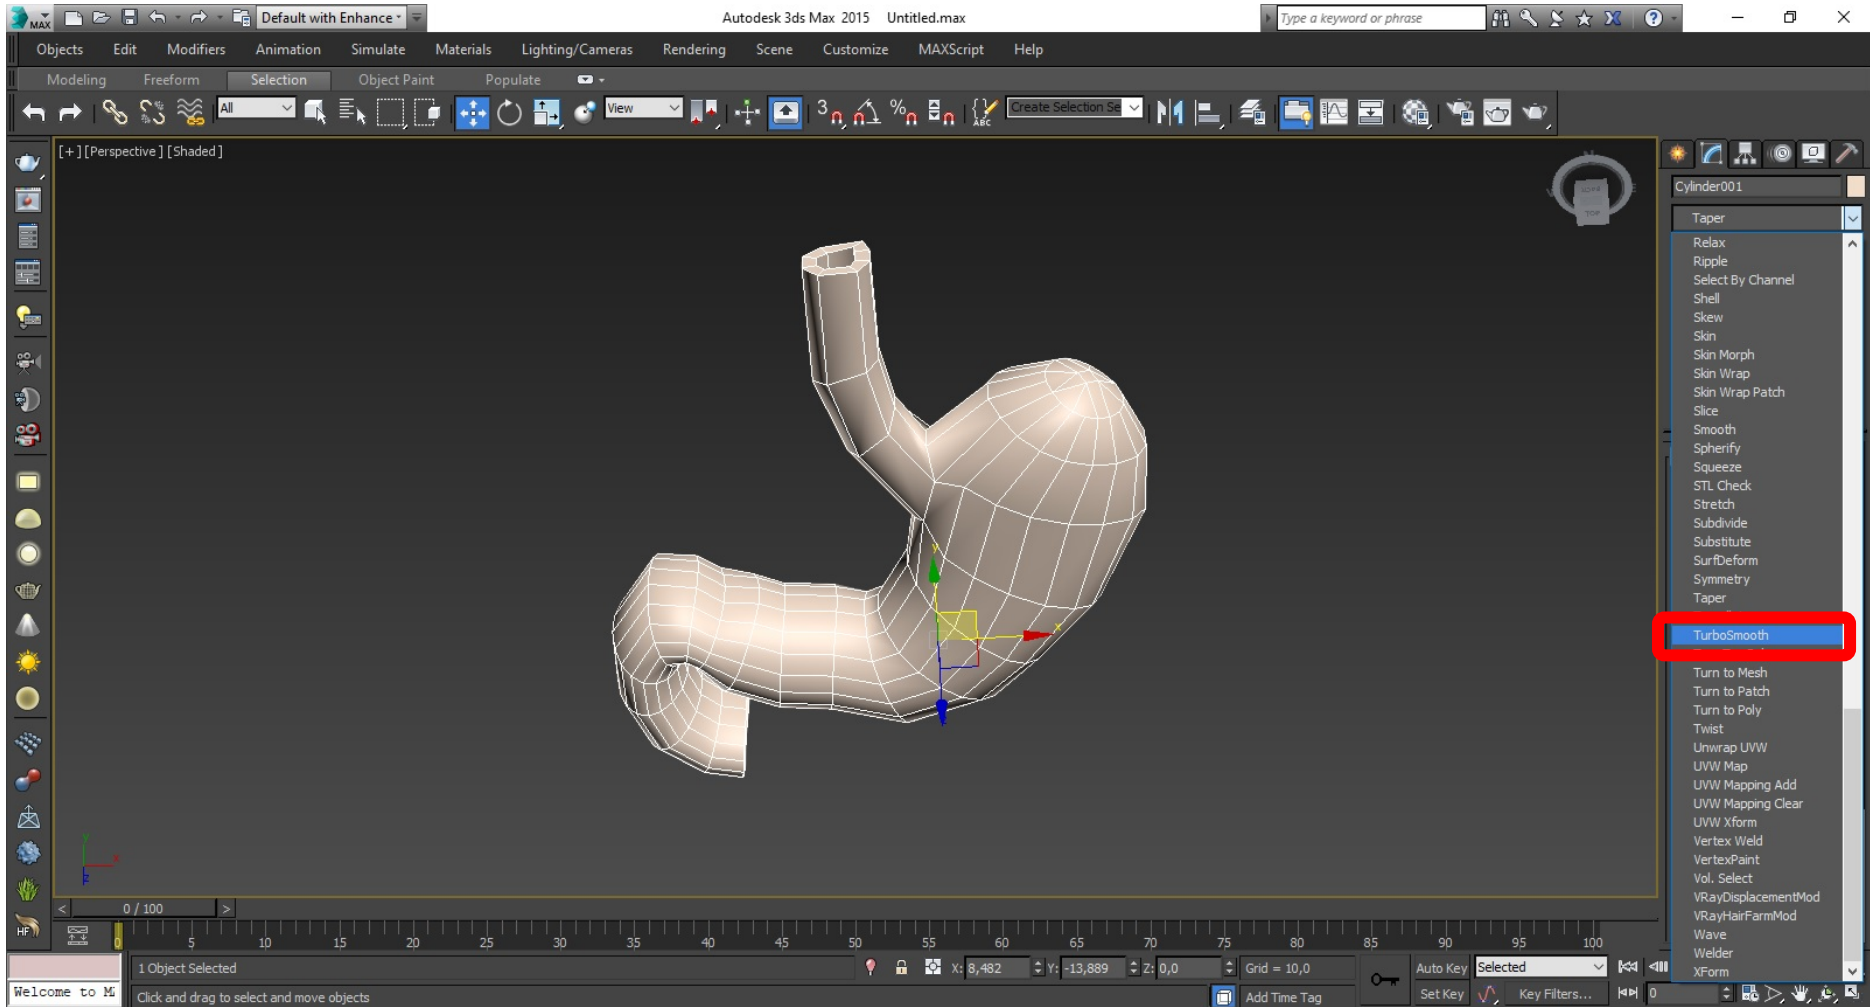 MAX Default with Enhance Autodesk 3ds Max 2015 Untitled.max Type a keyword or phrase
Objects Edit Modifiers Animation Simulate Materials Lighting/Cameras Rendering Scene Customize MAXScript Help
Modeling Freeform Selection Object Paint Populate
All View 3 % ABC Create Selection Se
[+] [Perspective] [Shaded]
Cylinder001
Taper
Relax
Ripple
Select By Channel
Shell
Skew
Skin
Skin Morph
Skin Wrap
Skin Wrap Patch
Slice
Smooth
Spherify
Squeeze
STL Check
Stretch
Subdivide
Substitute
SurfDeform
Symmetry
Taper
TurboSmooth
Turn to Mesh
Turn to Patch
Turn to Poly
Twist
Unwrap UVW
UVW Map
UVW Mapping Add
UVW Mapping Clear
UVW Xform
Vertex Weld
VertexPaint
Vol. Select
VRayDisplacementMod
VRayHairFarmMod
Wave
Welder
XForm
TOP
y
x
z
HF
< 0 / 100 >
0 5 10 15 20 25 30 35 40 45 50 55 60 65 70 75 80 85 90 95 100
1 Object Selected X: 8,482 Y: -13,889 Z: 0,0 Grid = 10,0 Auto Key Selected
Welcome to M Click and drag to select and move objects Add Time Tag Set Key Key Filters... 0